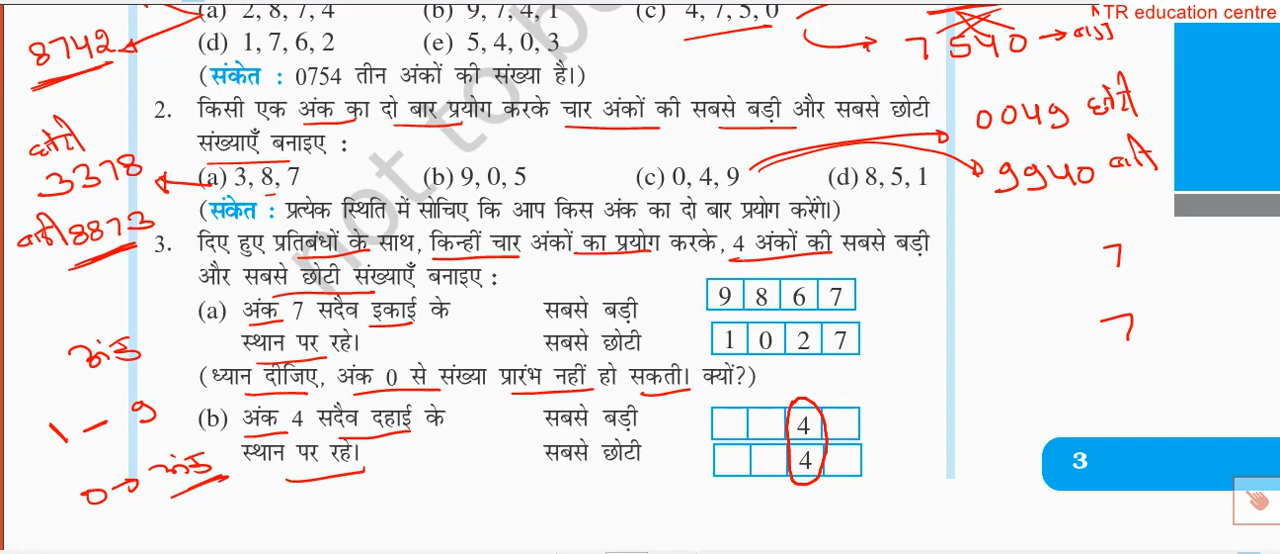 (a) 2, 8, 7, 4 (b) 9, 7, 4, 1 (c) 4, 7, 5, 0
TR education centre
8742
7540 → बड़ी
(d) 1, 7, 6, 2 (e) 5, 4, 0, 3
(संकेत : 0754 तीन अंकों की संख्या है।)
2. किसी एक अंक का दो बार प्रयोग करके चार अंकों की सबसे बड़ी और सबसे छोटी
संख्याएँ बनाइए :
0049 छोटी
छोटी
3378
(a) 3, 8, 7 (b) 9, 0, 5 (c) 0, 4, 9 (d) 8, 5, 1
9940 बड़ी
(संकेत : प्रत्येक स्थिति में सोचिए कि आप किस अंक का दो बार प्रयोग करेंगे।)
बड़ी 8873
3. दिए हुए प्रतिबंधों के साथ, किन्हीं चार अंकों का प्रयोग करके, 4 अंकों की सबसे बड़ी
और सबसे छोटी संख्याएँ बनाइए :
7
(a) अंक 7 सदैव इकाई के सबसे बड़ी 9 8 6 7
स्थान पर रहे। सबसे छोटी 1 0 2 7
7
अंक
(ध्यान दीजिए, अंक 0 से संख्या प्रारंभ नहीं हो सकती। क्यों?)
1 – 9
(b) अंक 4 सदैव दहाई के सबसे बड़ी 4
स्थान पर रहे। सबसे छोटी 4
0 → अंक
3